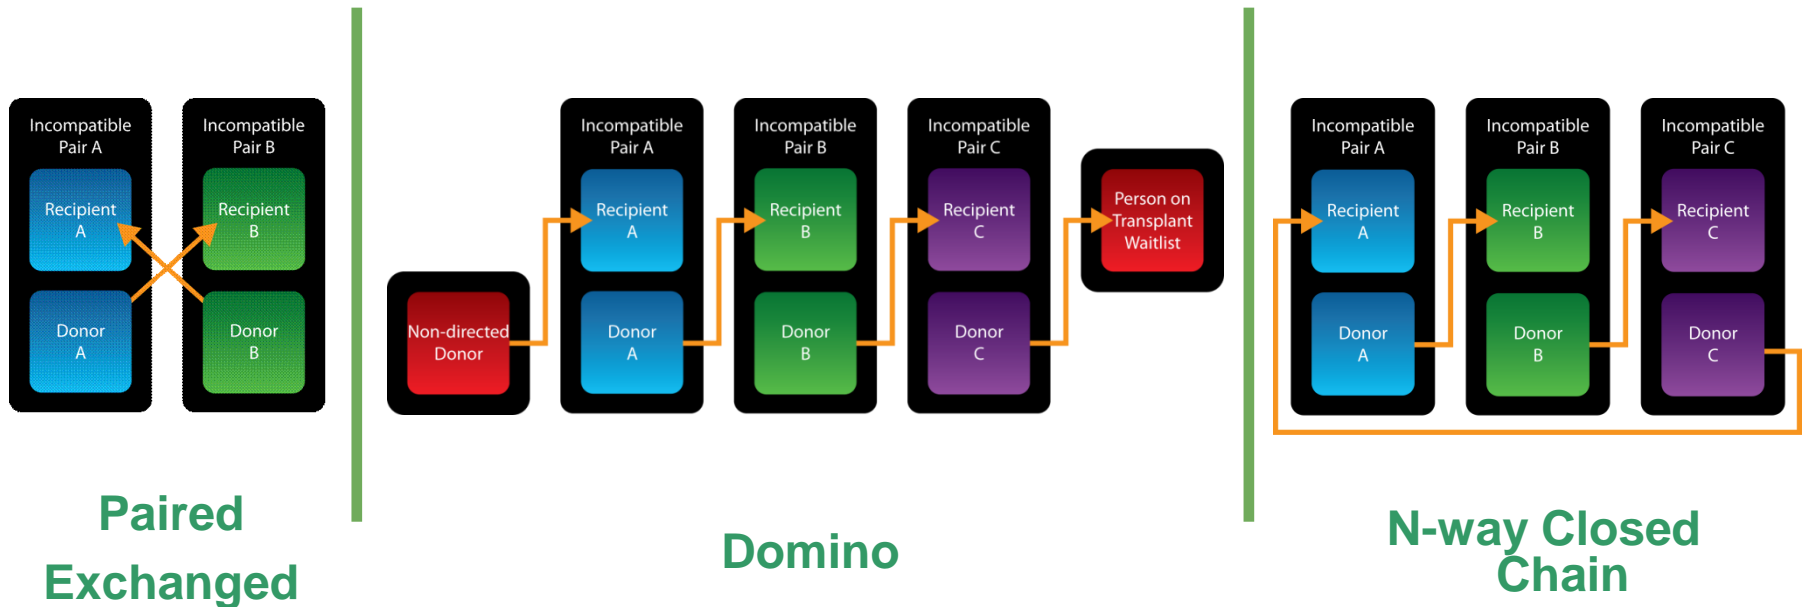 Incompatible
Pair A
Recipient
A
Donor
A
Incompatible
Pair B
Recipient
B
Donor
B
Paired
Exchanged
Non-directed
Donor
Incompatible
Pair A
Recipient
A
Donor
A
Incompatible
Pair B
Recipient
B
Donor
B
Incompatible
Pair C
Recipient
C
Donor
C
Person on
Transplant
Waitlist
Domino
Incompatible
Pair A
Recipient
A
Donor
A
Incompatible
Pair B
Recipient
B
Donor
B
Incompatible
Pair C
Recipient
C
Donor
C
N-way Closed
Chain